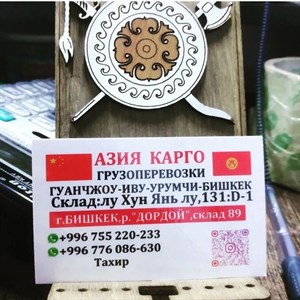 АЗИЯ КАРГО
ГРУЗОПЕРЕВОЗКИ
ГУАНЧЖОУ-ИВУ-УРУМЧИ-БИШКЕК
Склад:лу Хун Янь лу,131:D-1
г.БИШКЕК,р."ДОРДОЙ",склад 89
+996 755 220-233
+996 776 086-630
Тахир